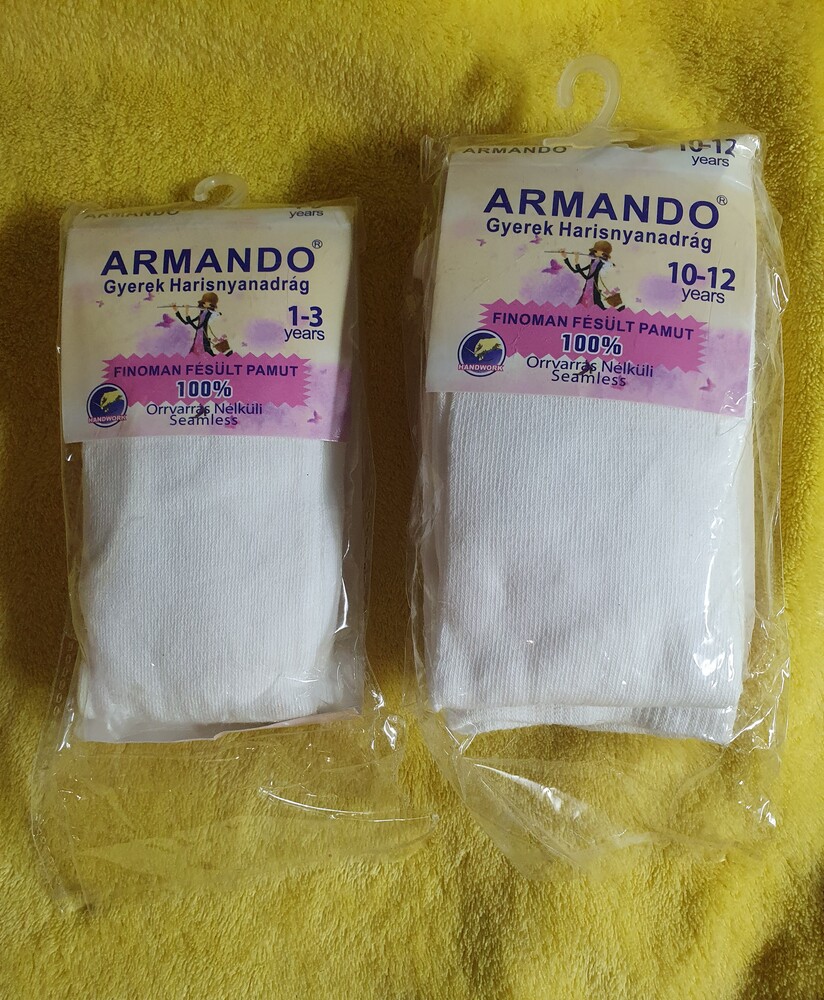 ARMANDO
years
ARMANDO®
Gyerek Harisnyanadrág
1-3
years
FINOMAN FÉSÜLT PAMUT
100%
HANDWORK
Orrvarrás Nélküli
Seamless
ARMANDO
10-12
years
ARMANDO®
Gyerek Harisnyanadrág
10-12
years
FINOMAN FÉSÜLT PAMUT
100%
HANDWORK
Orrvarrás Nélküli
Seamless